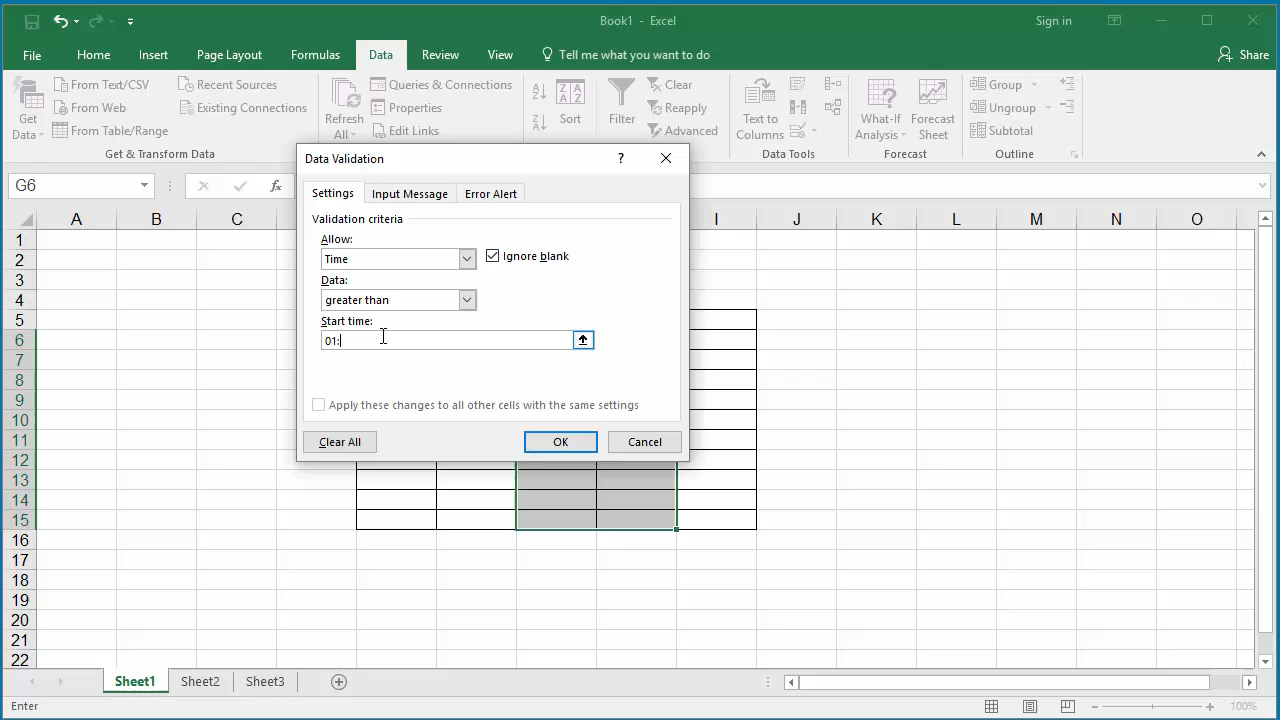 Book1 - Excel
Sign in
File Home Insert Page Layout Formulas Data Review View Tell me what you want to do Share
Get Data
From Text/CSV
From Web
From Table/Range
Recent Sources
Existing Connections
Get & Transform Data
Refresh All
Queries & Connections
Properties
Edit Links
Sort
Filter
Clear
Reapply
Advanced
Text to Columns
Data Tools
What-If Analysis
Forecast Sheet
Forecast
Group
Ungroup
Subtotal
Outline
G6
fx
Data Validation
?
Settings Input Message Error Alert
Validation criteria
Allow:
Time
Ignore blank
Data:
greater than
Start time:
01:
Apply these changes to all other cells with the same settings
Clear All OK Cancel
A B C I J K L M N O
1
2
3
4
5
6
7
8
9
10
11
12
13
14
15
16
17
18
19
20
21
22
Sheet1 Sheet2 Sheet3
Enter
100%